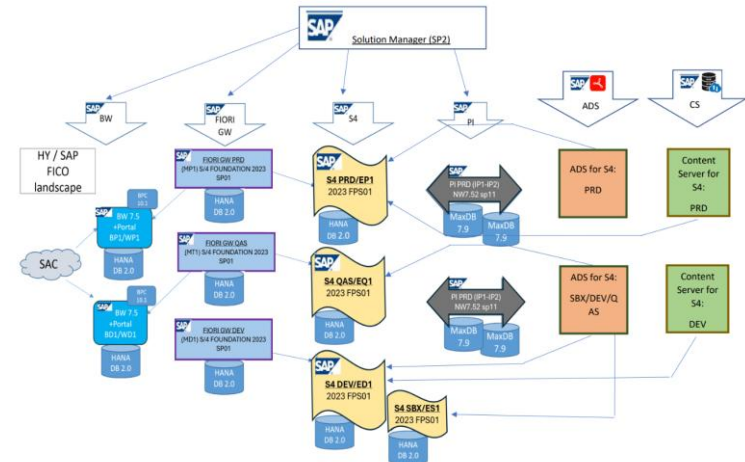 SAP
Solution Manager (SP2)
SAP
BW
SAP
FIORI
GW
SAP
S4
SAP
PI
SAP
ADS
SAP
CS
HY / SAP
FICO
landscape
SAC
SAP
BPC
10.1
BW 7.5
+Portal
BP1/WP1
HANA
DB 2.0
SAP
BPC
10.1
BW 7.5
+Portal
BD1/WD1
HANA
DB 2.0
FIORI GW PRD
(MP1) S/4 FOUNDATION 2023
SP01
HANA
DB 2.0
FIORI GW QAS
(MT1) S/4 FOUNDATION 2023
SP01
HANA
DB 2.0
FIORI GW DEV
(MD1) S/4 FOUNDATION 2023
SP01
HANA
DB 2.0
SAP
S4 PRD/EP1
2023 FPS01
HANA
DB 2.0
SAP
S4 QAS/EQ1
2023 FPS01
HANA
DB 2.0
SAP
S4 DEV/ED1
2023 FPS01
HANA
DB 2.0
SAP
S4 SBX/ES1
2023 FPS01
HANA
DB 2.0
SAP
PI PRD (IP1-IP2)
NW7.52 sp11
MaxDB
7.9
MaxDB
7.9
SAP
PI PRD (IP1-IP2)
NW7.52 sp11
MaxDB
7.9
MaxDB
7.9
ADS for S4:
PRD
ADS for S4:
SBX/DEV/Q
AS
Content
Server for
S4:
PRD
Content
Server for
S4:
DEV